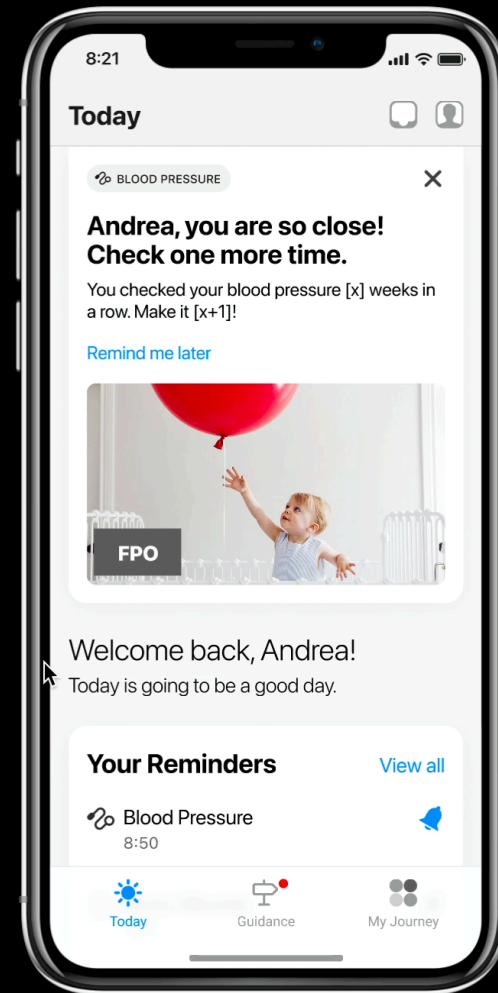 8:21
Today
BLOOD PRESSURE
Andrea, you are so close!
Check one more time.
You checked your blood pressure [x] weeks in
a row. Make it [x+1]!
Remind me later
FPO
Welcome back, Andrea!
Today is going to be a good day.
Your Reminders
View all
Blood Pressure
8:50
Today
Guidance
My Journey